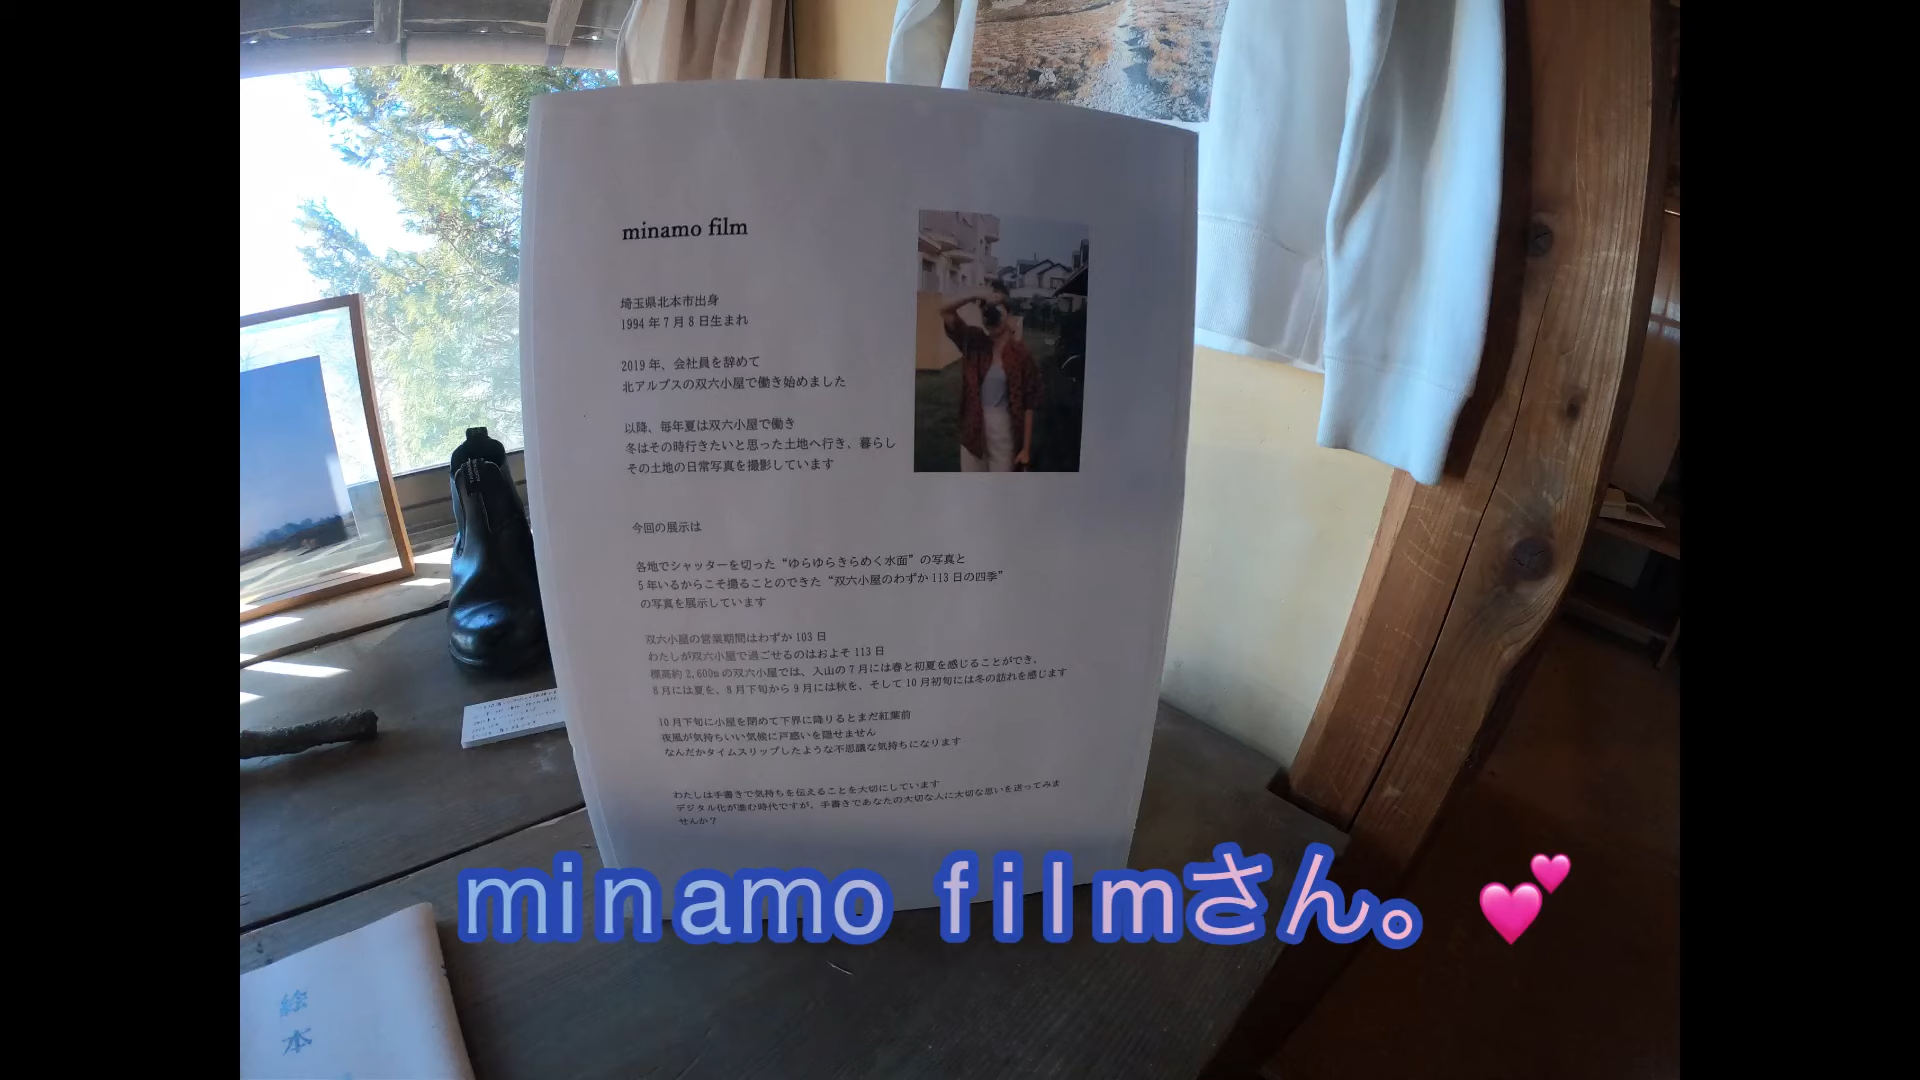 minamo film
埼玉県北本市出身
1994年7月8日生まれ
2019年、会社員を辞めて
北アルプスの双六小屋で働き始めました
以降、毎年夏は双六小屋で働き
冬はその時行きたいと思った土地へ行き、暮らし
その土地の日常写真を撮影しています
今回の展示は
各地でシャッターを切った“ゆらゆらきらめく水面”の写真と
5年いるからこそ撮ることのできた“双六小屋のわずか113日の四季”
の写真を展示しています
双六小屋の営業期間はわずか103日
わたしが双六小屋で過ごせるのはおよそ113日
標高約2,600mの双六小屋では、入山の7月には春と初夏を感じることができ、
8月には夏を、8月下旬から9月には秋を、そして10月初旬には冬の訪れを感じます
10月下旬に小屋を閉めて下界に降りるとまだ紅葉前
夜風が気持ちいい気候に戸惑いを隠せません
なんだかタイムスリップしたような不思議な気持ちになります
わたしは手書きで気持ちを伝えることを大切にしています
デジタル化が進む時代ですが、手書きであなたの大切な人に大切な思いを送ってみま
せんか？
minamo filmさん。💕
絵本